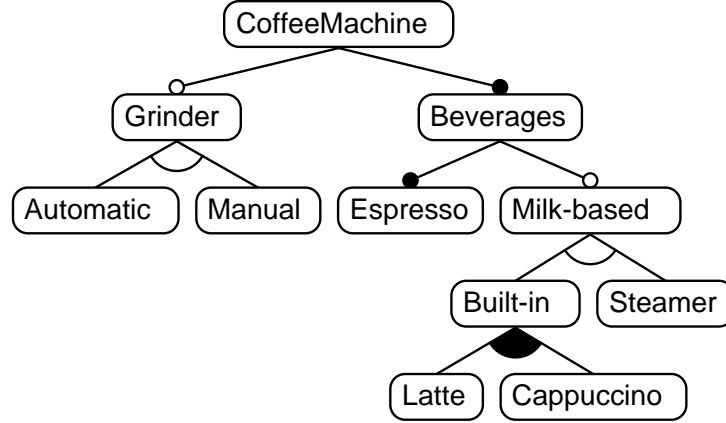 CoffeeMachine
Grinder
Beverages
Automatic
Manual
Espresso
Milk-based
Built-in
Steamer
Latte
Cappuccino